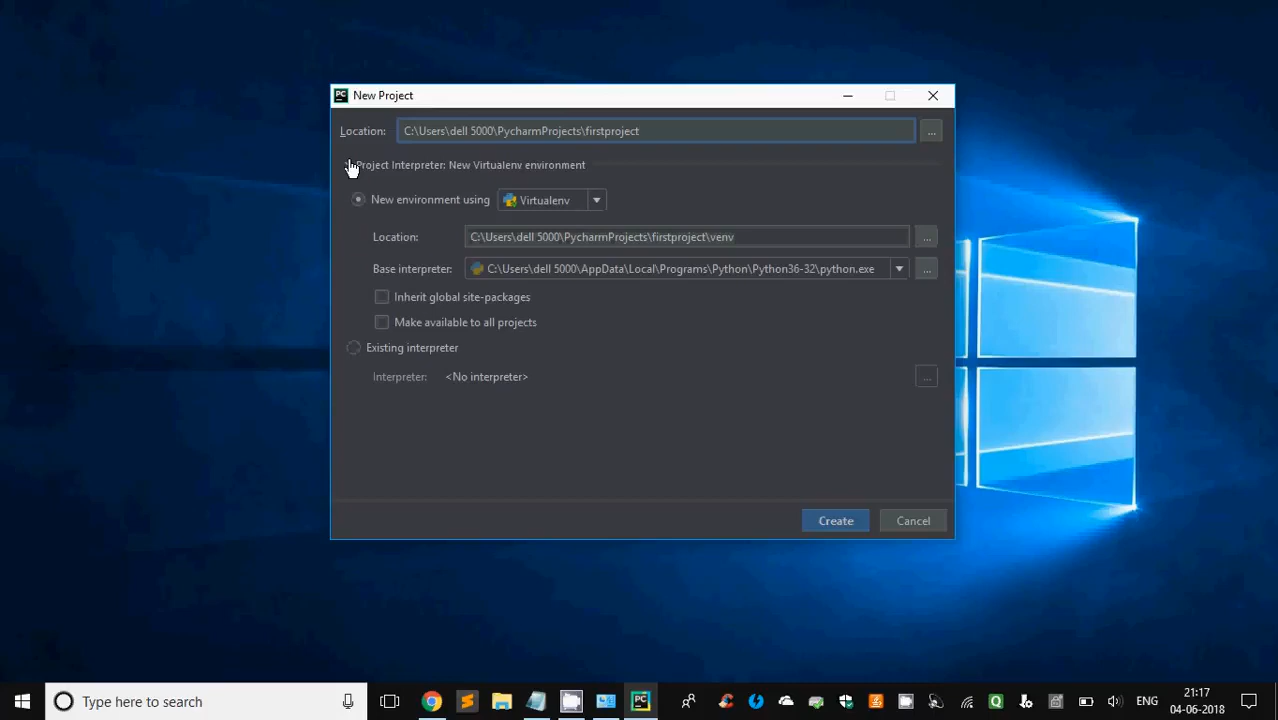 PC New Project
Location: C:\Users\dell 5000\PycharmProjects\firstproject ...
Project Interpreter: New Virtualenv environment
New environment using Virtualenv
Location: C:\Users\dell 5000\PycharmProjects\firstproject\venv ...
Base interpreter: C:\Users\dell 5000\AppData\Local\Programs\Python\Python36-32\python.exe ...
Inherit global site-packages
Make available to all projects
Existing interpreter
Interpreter: <No interpreter> ...
Create Cancel
Type here to search PC ENG 21:17
04-06-2018